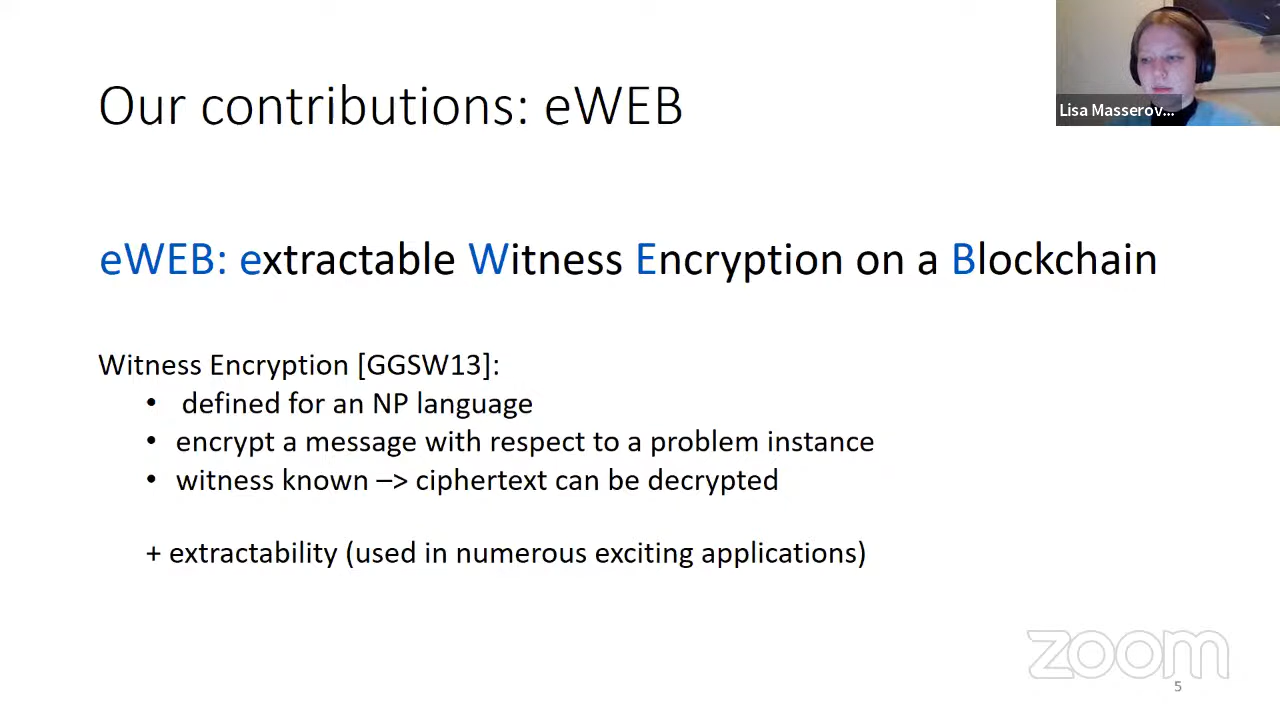 Our contributions: eWEB
Lisa Masserov...
eWEB: extractable Witness Encryption on a Blockchain
Witness Encryption [GGSW13]:
• defined for an NP language
• encrypt a message with respect to a problem instance
• witness known –> ciphertext can be decrypted
+ extractability (used in numerous exciting applications)
zoom
5